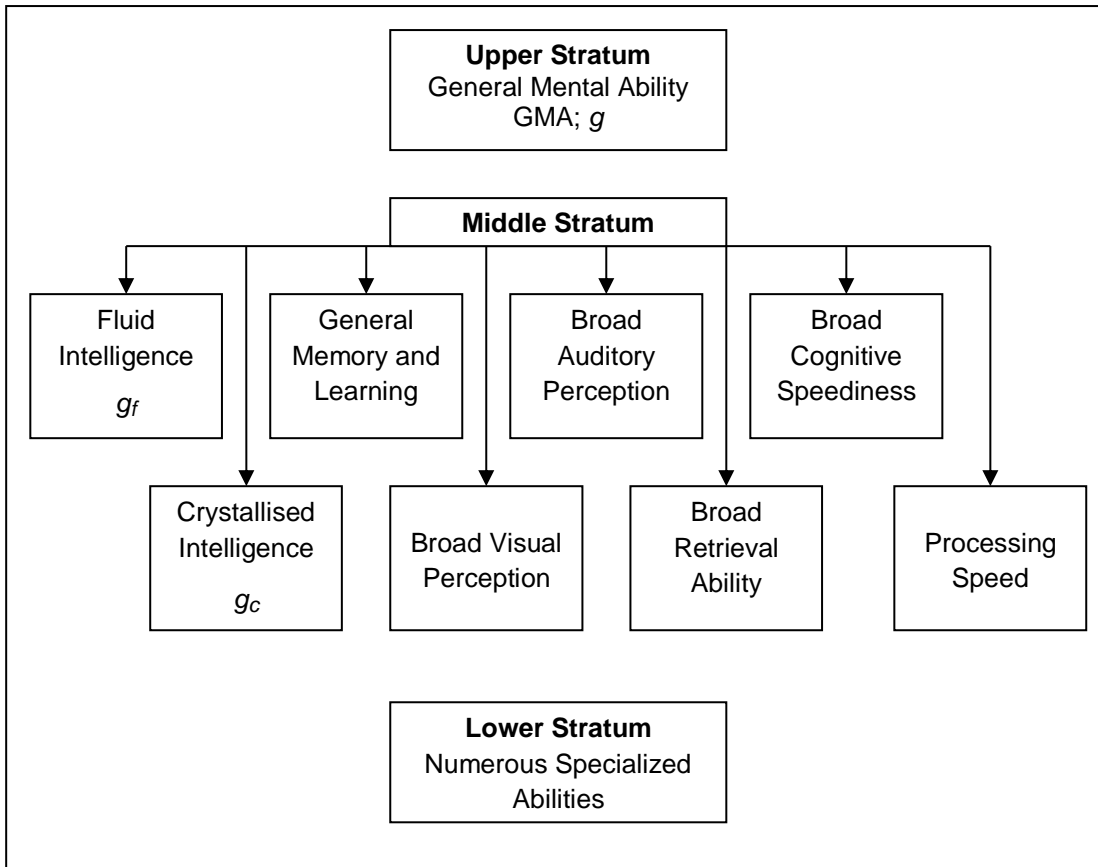 Upper Stratum
General Mental Ability
GMA; g
Middle Stratum
Fluid
Intelligence
gf
General
Memory and
Learning
Broad
Auditory
Perception
Broad
Cognitive
Speediness
Crystallised
Intelligence
gc
Broad Visual
Perception
Broad
Retrieval
Ability
Processing
Speed
Lower Stratum
Numerous Specialized
Abilities